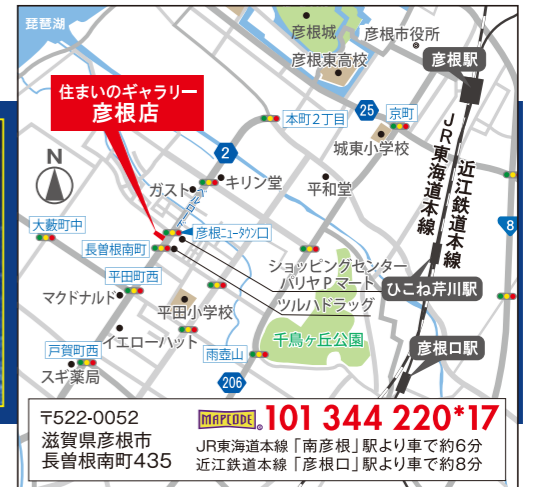 琵琶湖
彦根城
彦根市役所
彦根東高校
彦根駅
住まいのギャラリー
彦根店
本町2丁目
25
京町
JR東海道本線
近江鉄道本線
城東小学校
N
2
ガスト
キリン堂
平和堂
ベルロード
大藪町中
彦根ニュータウン口
8
長曽根南町
ショッピングセンター
パリヤPマート
ひこね芹川駅
平田町西
マクドナルド
ツルハドラッグ
平田小学校
千鳥ヶ丘公園
イエローハット
雨壺山
彦根口駅
戸賀町西
スギ薬局
206
〒522-0052
滋賀県彦根市
長曽根南町435
MAPCODE 101 344 220*17
JR東海道本線「南彦根」駅より車で約6分
近江鉄道本線「彦根口」駅より車で約8分